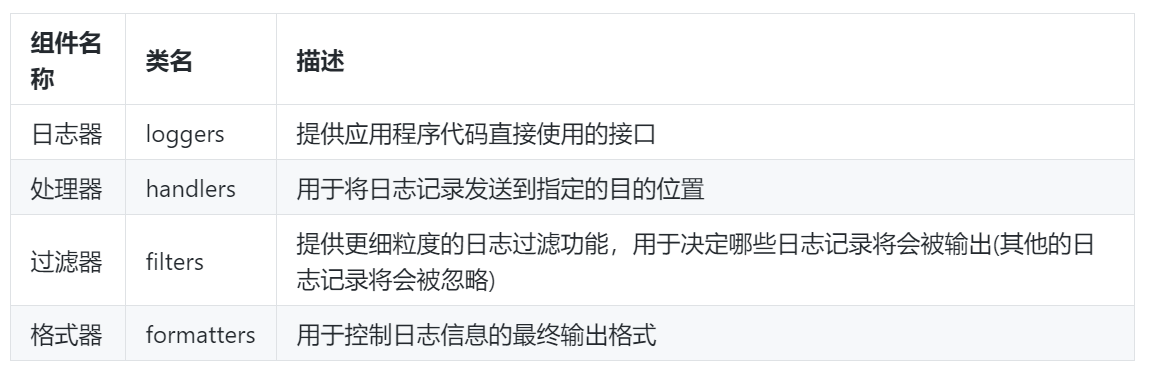 组件名
称
类名
描述
日志器
loggers
提供应用程序代码直接使用的接口
处理器
handlers
用于将日志记录发送到指定的目的位置
过滤器
filters
提供更细粒度的日志过滤功能，用于决定哪些日志记录将会被输出(其他的日
志记录将会被忽略)
格式器
formatters
用于控制日志信息的最终输出格式